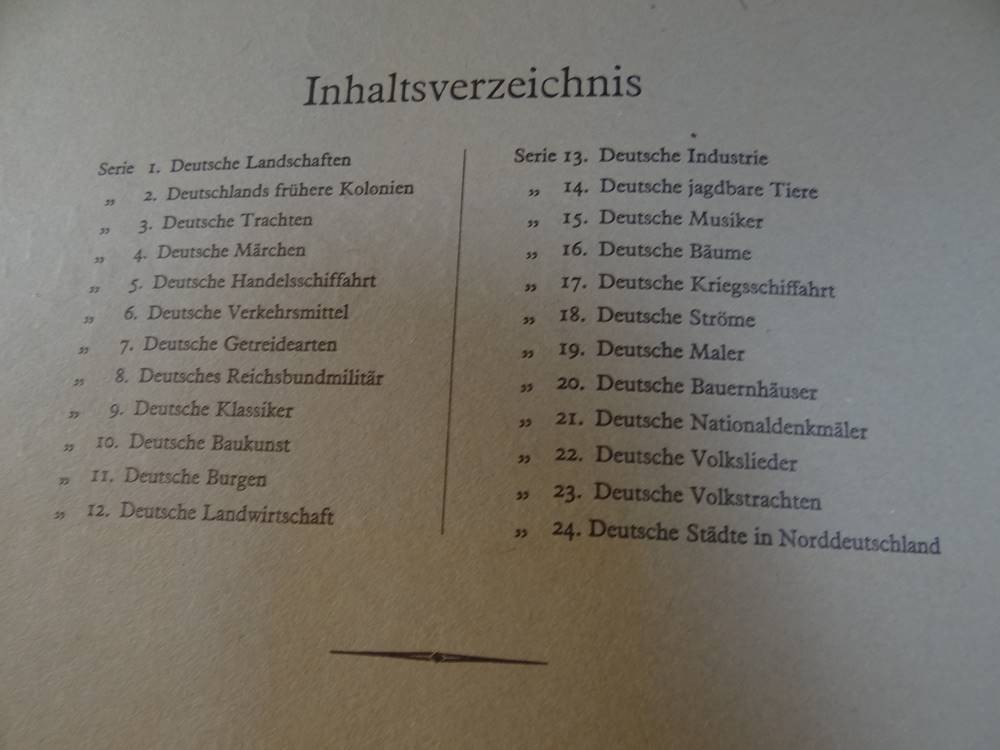 Inhaltsverzeichnis
Serie 1. Deutsche Landschaften
„ 2. Deutschlands frühere Kolonien
„ 3. Deutsche Trachten
„ 4. Deutsche Märchen
„ 5. Deutsche Handelsschiffahrt
„ 6. Deutsche Verkehrsmittel
„ 7. Deutsche Getreidearten
„ 8. Deutsches Reichsbundmilitär
„ 9. Deutsche Klassiker
„ 10. Deutsche Baukunst
„ 11. Deutsche Burgen
„ 12. Deutsche Landwirtschaft
Serie 13. Deutsche Industrie
„ 14. Deutsche jagdbare Tiere
„ 15. Deutsche Musiker
„ 16. Deutsche Bäume
„ 17. Deutsche Kriegsschiffahrt
„ 18. Deutsche Ströme
„ 19. Deutsche Maler
„ 20. Deutsche Bauernhäuser
„ 21. Deutsche Nationaldenkmäler
„ 22. Deutsche Volkslieder
„ 23. Deutsche Volkstrachten
„ 24. Deutsche Städte in Norddeutschland